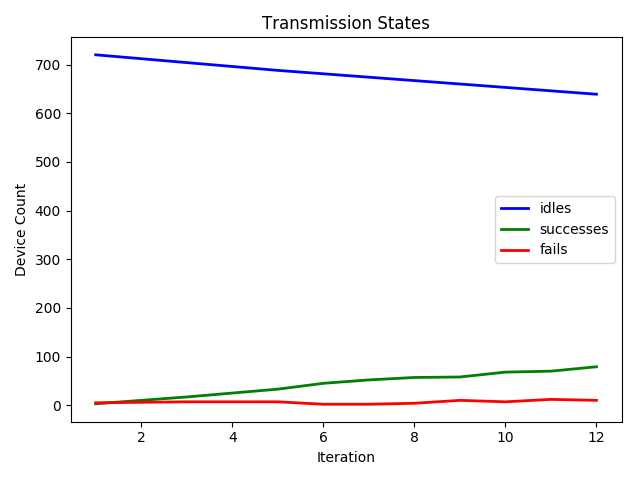 Transmission States
Device Count
700
600
500
400
300
200
100
0
idles
successes
fails
2 4 6 8 10 12
Iteration